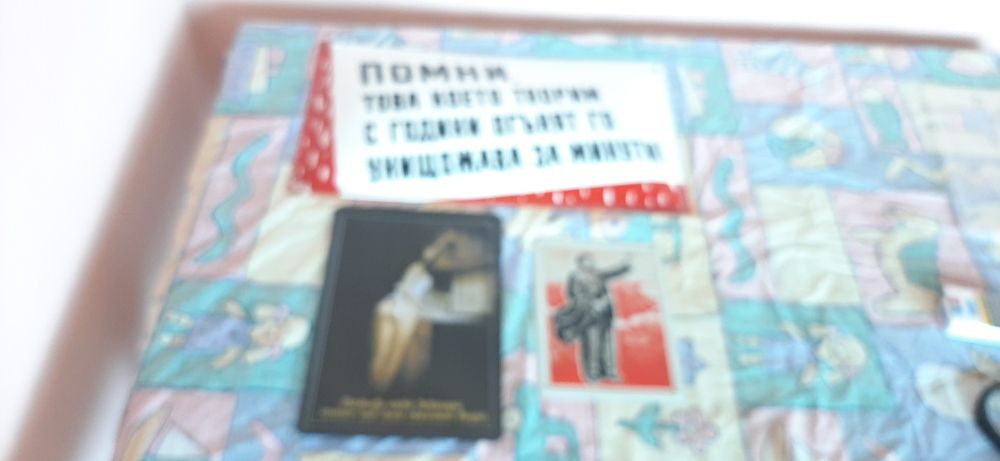 ПОМНИ,
ТОВА КОЕТО ТВОРИМ
С ГОДИНИ ОГЪНЯТ ГО
УНИЩОЖАВА ЗА МИНУТИ!